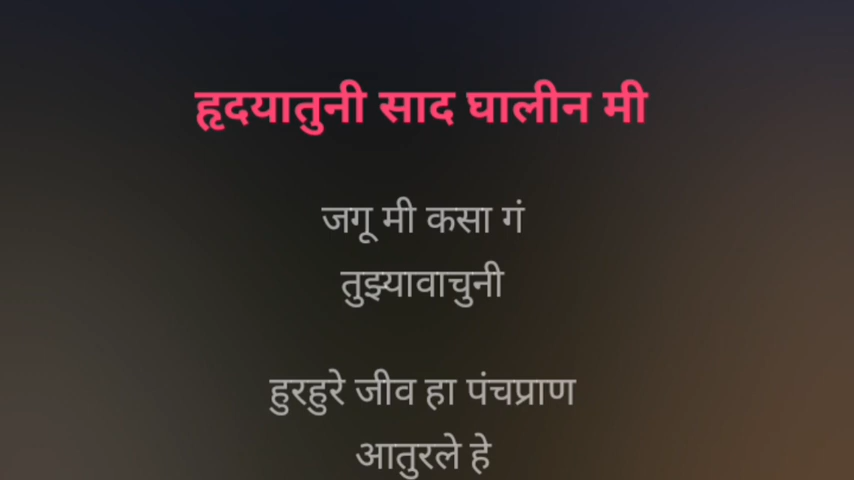 हृदयातुनी साद घालीन मी
जगू मी कसा गं
तुझ्यावाचुनी
हुरहुरे जीव हा पंचप्राण
आतुरले हे